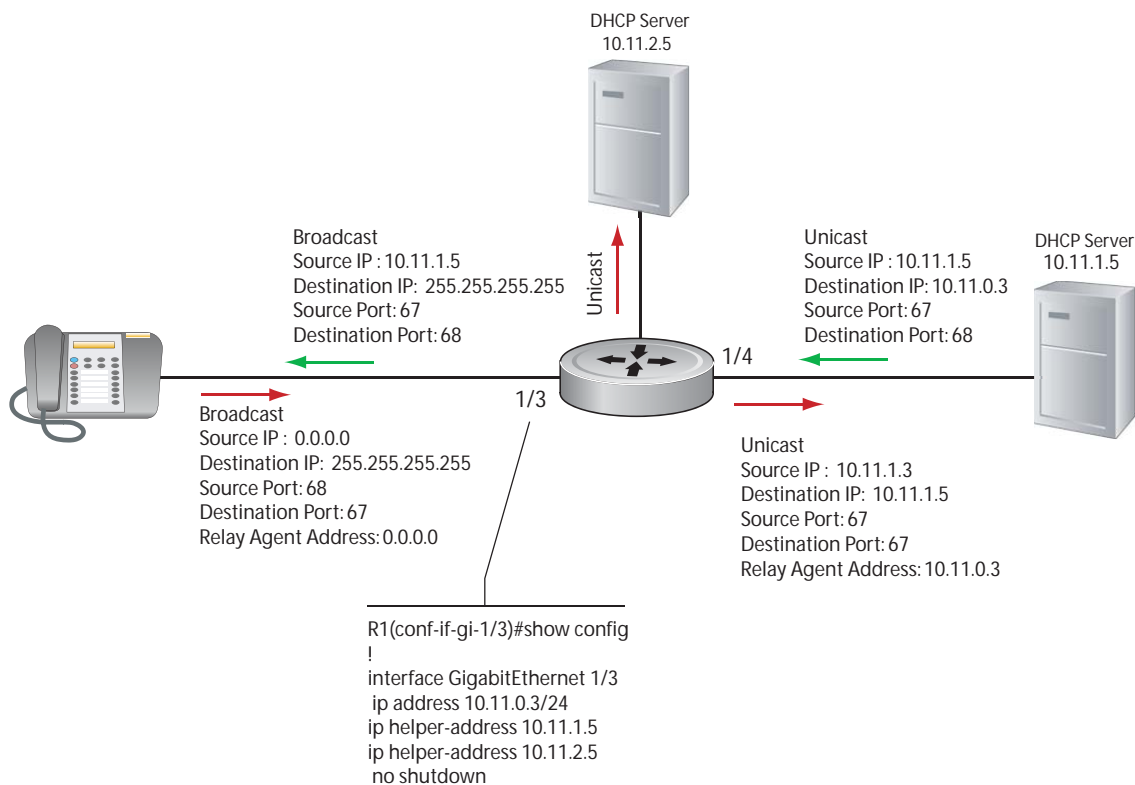 DHCP Server
10.11.2.5
Broadcast
Source IP : 10.11.1.5
Destination IP: 255.255.255.255
Source Port: 67
Destination Port: 68
Unicast
Unicast
Source IP : 10.11.1.5
Destination IP: 10.11.0.3
Source Port: 67
Destination Port: 68
DHCP Server
10.11.1.5
1/4
1/3
Broadcast
Source IP : 0.0.0.0
Destination IP: 255.255.255.255
Source Port: 68
Destination Port: 67
Relay Agent Address: 0.0.0.0
Unicast
Source IP : 10.11.1.3
Destination IP: 10.11.1.5
Source Port: 67
Destination Port: 67
Relay Agent Address: 10.11.0.3
R1(conf-if-gi-1/3)#show config
!
interface GigabitEthernet 1/3
ip address 10.11.0.3/24
ip helper-address 10.11.1.5
ip helper-address 10.11.2.5
no shutdown